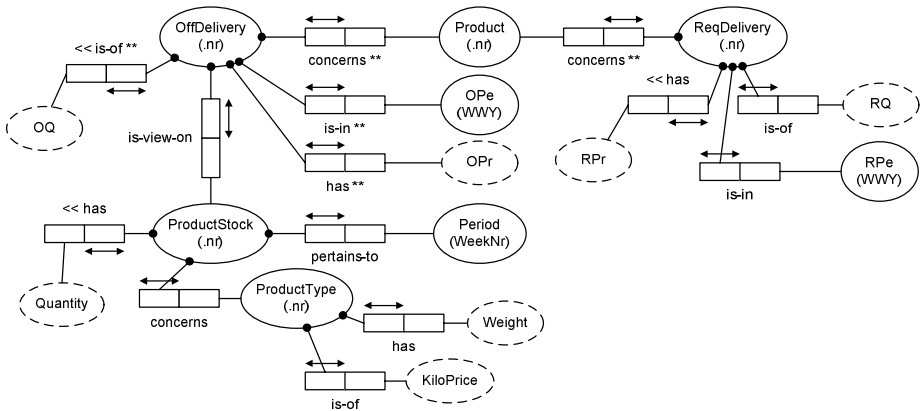 OffDelivery
(.nr)
Product
(.nr)
ReqDelivery
(.nr)
concerns **
concerns **
<< is-of **
<< has
OQ
OPe
(WWY)
RQ
is-in **
is-of
is-view-on
RPr
OPr
RPe
(WWY)
has **
is-in
<< has
ProductStock
(.nr)
Period
(WeekNr)
pertains-to
Quantity
ProductType
(.nr)
concerns
Weight
has
KiloPrice
is-of